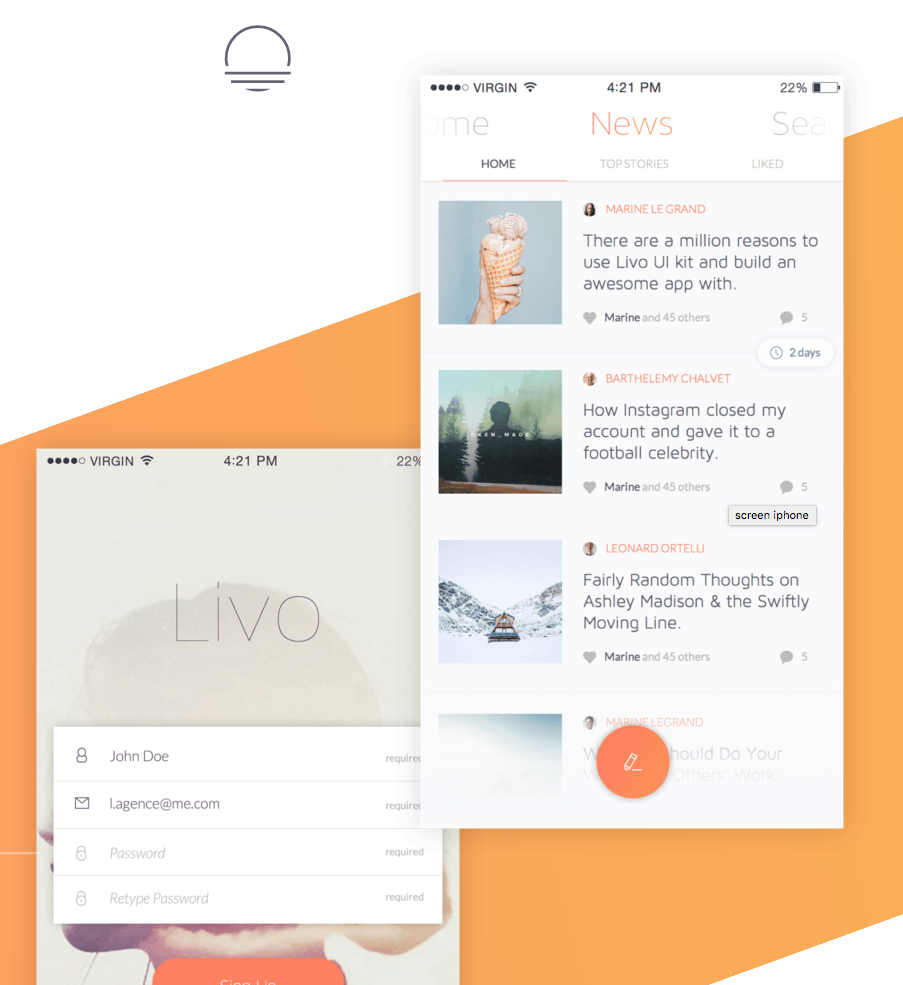 VIRGIN 4:21 PM 22%
ome News Sea
HOME TOP STORIES LIKED
MARINE LE GRAND
There are a million reasons to
use Livo UI kit and build an
awesome app with.
Marine and 45 others 5
2 days
BARTHELEMY CHALVET
How Instagram closed my
account and gave it to a
football celebrity.
Marine and 45 others 5
screen iphone
LEONARD ORTELLI
Fairly Random Thoughts on
Ashley Madison & the Swiftly
Moving Line.
Marine and 45 others 5
MARINE LEGRAND
hould Do Your
Others' Work
VIRGIN 4:21 PM 22%
Livo
John Doe required
l.agence@me.com required
Password required
Retype Password required
Sign Up